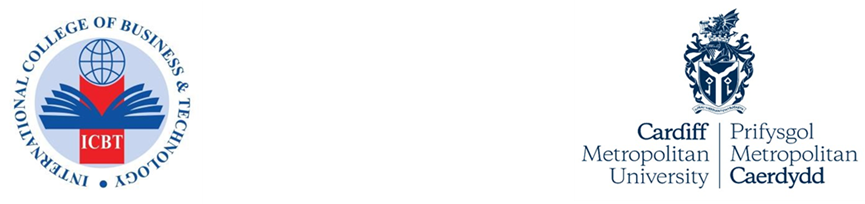 INTERNATIONAL COLLEGE OF BUSINESS & TECHNOLOGY
ICBT
Cardiff
Metropolitan
University
Prifysgol
Metropolitan
Caerdydd